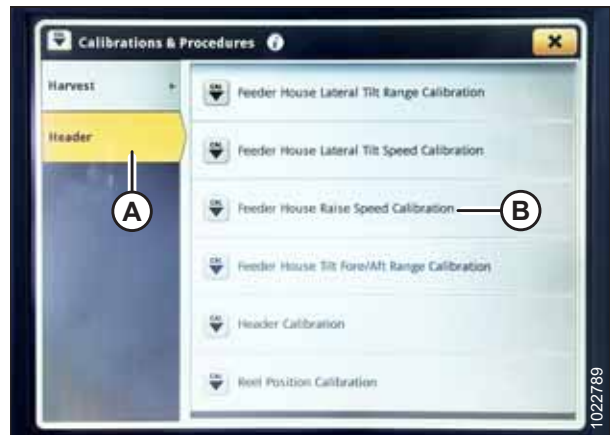 Calibrations & Procedures
Harvest
Header
Feeder House Lateral Tilt Range Calibration
Feeder House Lateral Tilt Speed Calibration
Feeder House Raise Speed Calibration
Feeder House Tilt Fore/Aft Range Calibration
Header Calibration
Reel Position Calibration
A
B
1022789